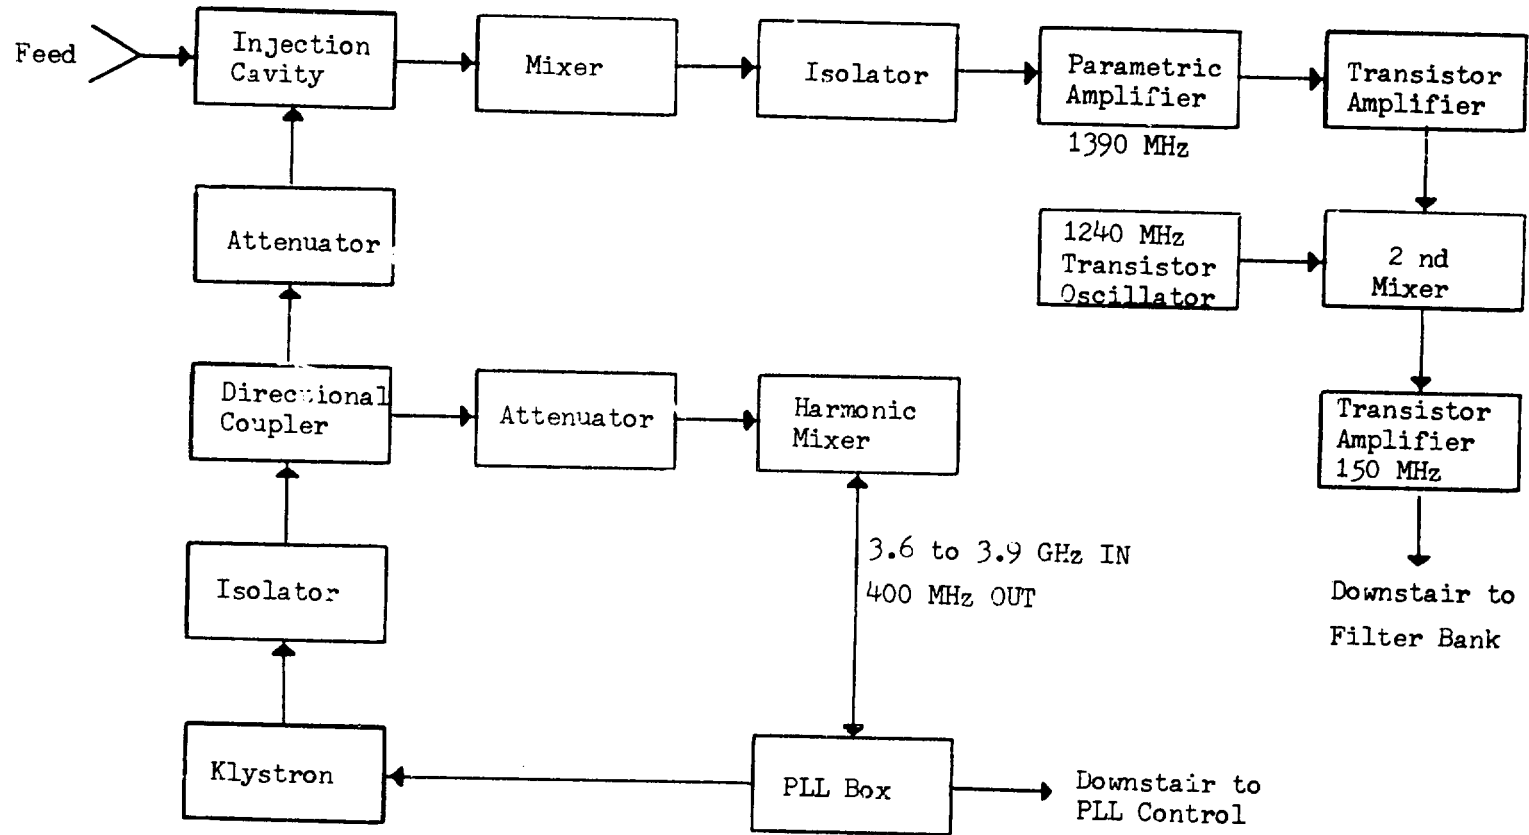 Feed
Injection
Cavity
Mixer
Isolator
Parametric
Amplifier
1390 MHz
Transistor
Amplifier
Attenuator
1240 MHz
Transistor
Oscillator
2 nd
Mixer
Directional
Coupler
Attenuator
Harmonic
Mixer
Transistor
Amplifier
150 MHz
3.6 to 3.9 GHz IN
400 MHz OUT
Isolator
Downstair to
Filter Bank
Klystron
PLL Box
Downstair to
PLL Control